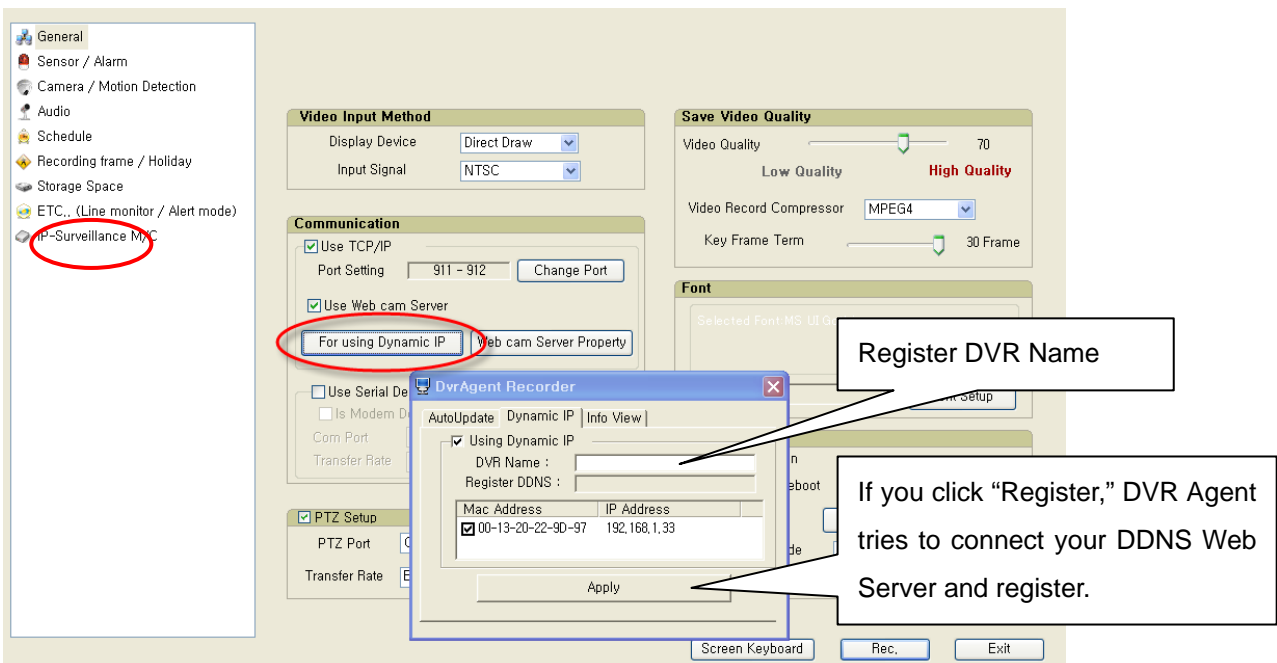 General
Sensor / Alarm
Camera / Motion Detection
Audio
Schedule
Recording frame / Holiday
Storage Space
ETC,. (Line monitor / Alert mode)
IP-Surveillance M/C
Video Input Method
Display Device Direct Draw
Input Signal NTSC
Communication
Use TCP/IP
Port Setting 911 - 912 Change Port
Use Web cam Server
For using Dynamic IP Web cam Server Property
Use Serial De
Is Modem D
Com Port
Transfer Rate
PTZ Setup
PTZ Port
Transfer Rate
Save Video Quality
Video Quality 70
Low Quality High Quality
Video Record Compressor MPEG4
Key Frame Term 30 Frame
Font
Selected Font:MS UI G
Setup
n
eboot
de
DvrAgent Recorder
AutoUpdate Dynamic IP Info View
Using Dynamic IP
DVR Name :
Register DDNS :
Mac Address IP Address
00-13-20-22-9D-97 192,168,1,33
Apply
Register DVR Name
If you click “Register,” DVR Agent
tries to connect your DDNS Web
Server and register.
Screen Keyboard Rec, Exit